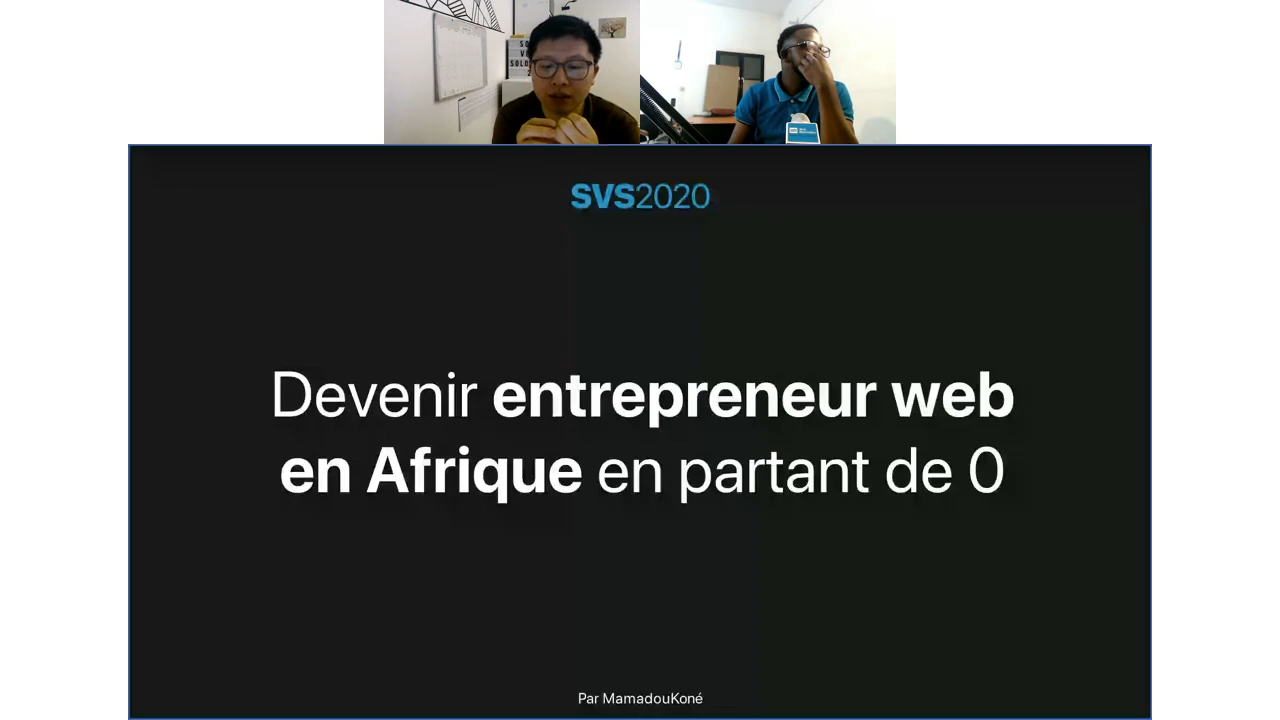 SVS2020
Devenir entrepreneur web
en Afrique en partant de 0
Par MamadouKoné